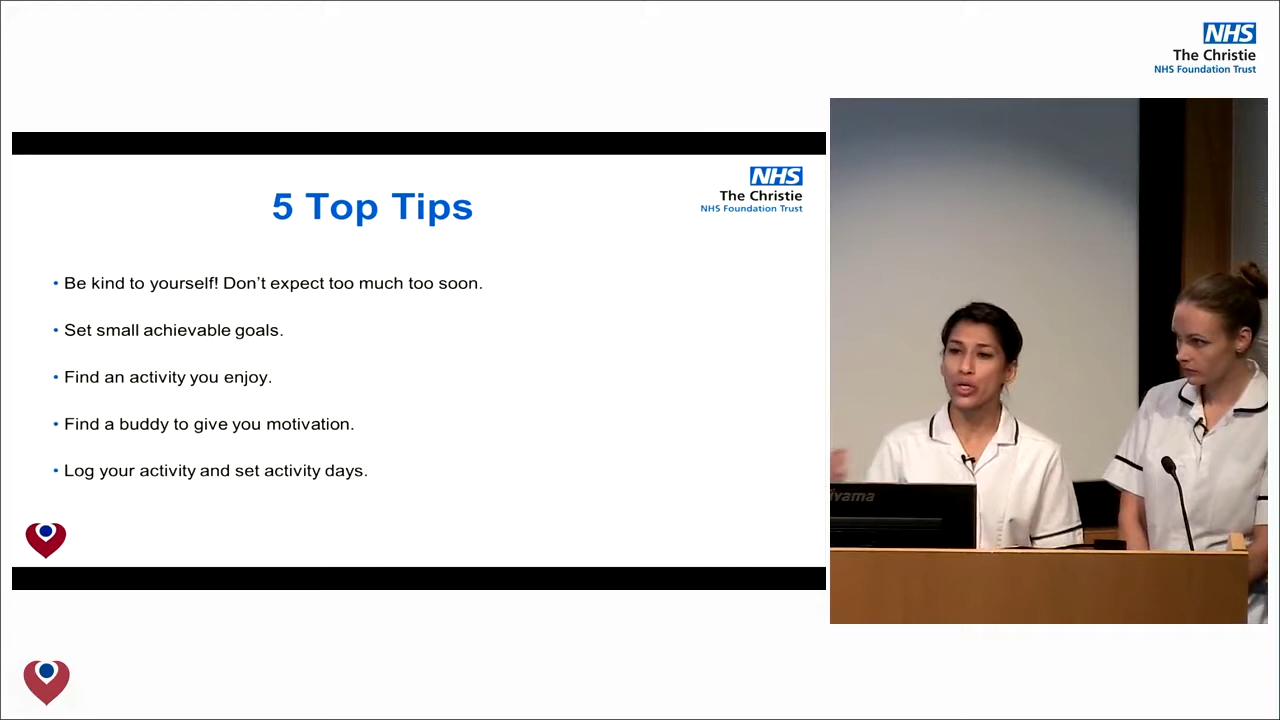 NHS
The Christie
NHS Foundation Trust
5 Top Tips
NHS
The Christie
NHS Foundation Trust
• Be kind to yourself! Don’t expect too much too soon.
• Set small achievable goals.
• Find an activity you enjoy.
• Find a buddy to give you motivation.
• Log your activity and set activity days.